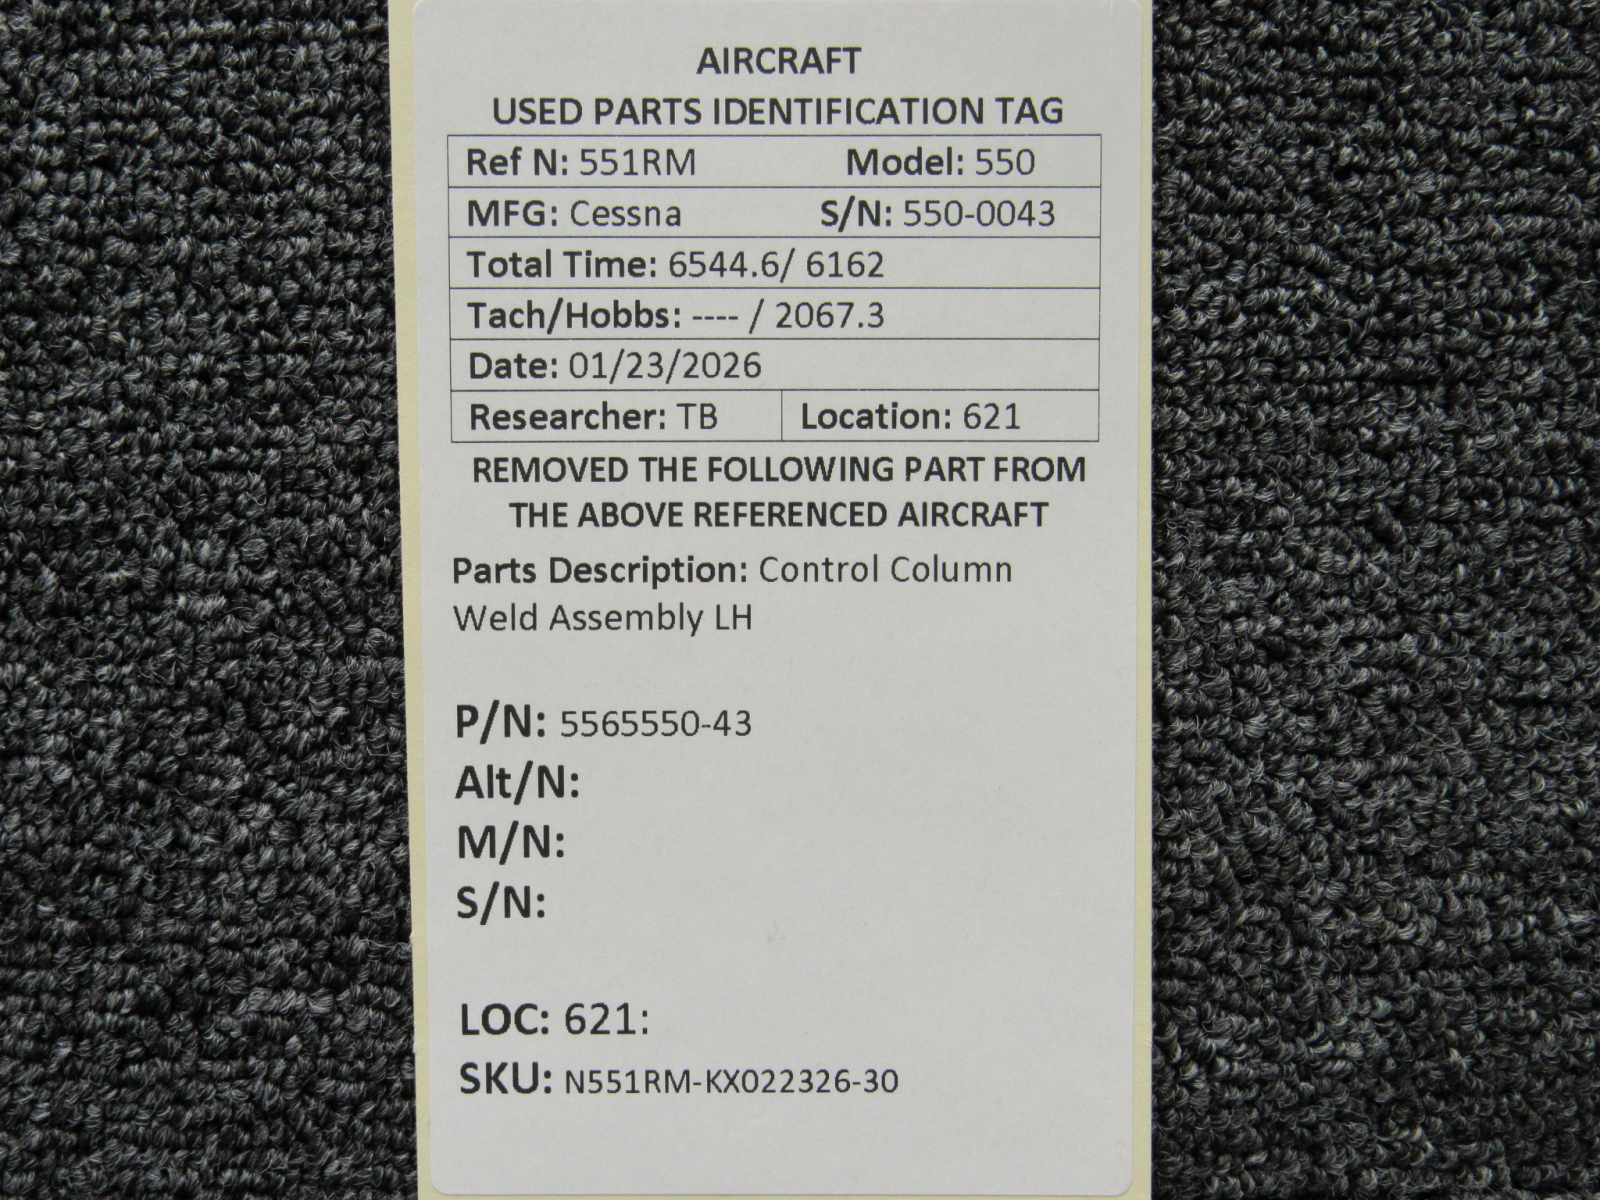 AIRCRAFT
USED PARTS IDENTIFICATION TAG
Ref N: 551RM Model: 550
MFG: Cessna S/N: 550-0043
Total Time: 6544.6/ 6162
Tach/Hobbs: ---- / 2067.3
Date: 01/23/2026
Researcher: TB Location: 621
REMOVED THE FOLLOWING PART FROM
THE ABOVE REFERENCED AIRCRAFT
Parts Description: Control Column
Weld Assembly LH
P/N: 5565550-43
Alt/N:
M/N:
S/N:
LOC: 621:
SKU: N551RM-KX022326-30